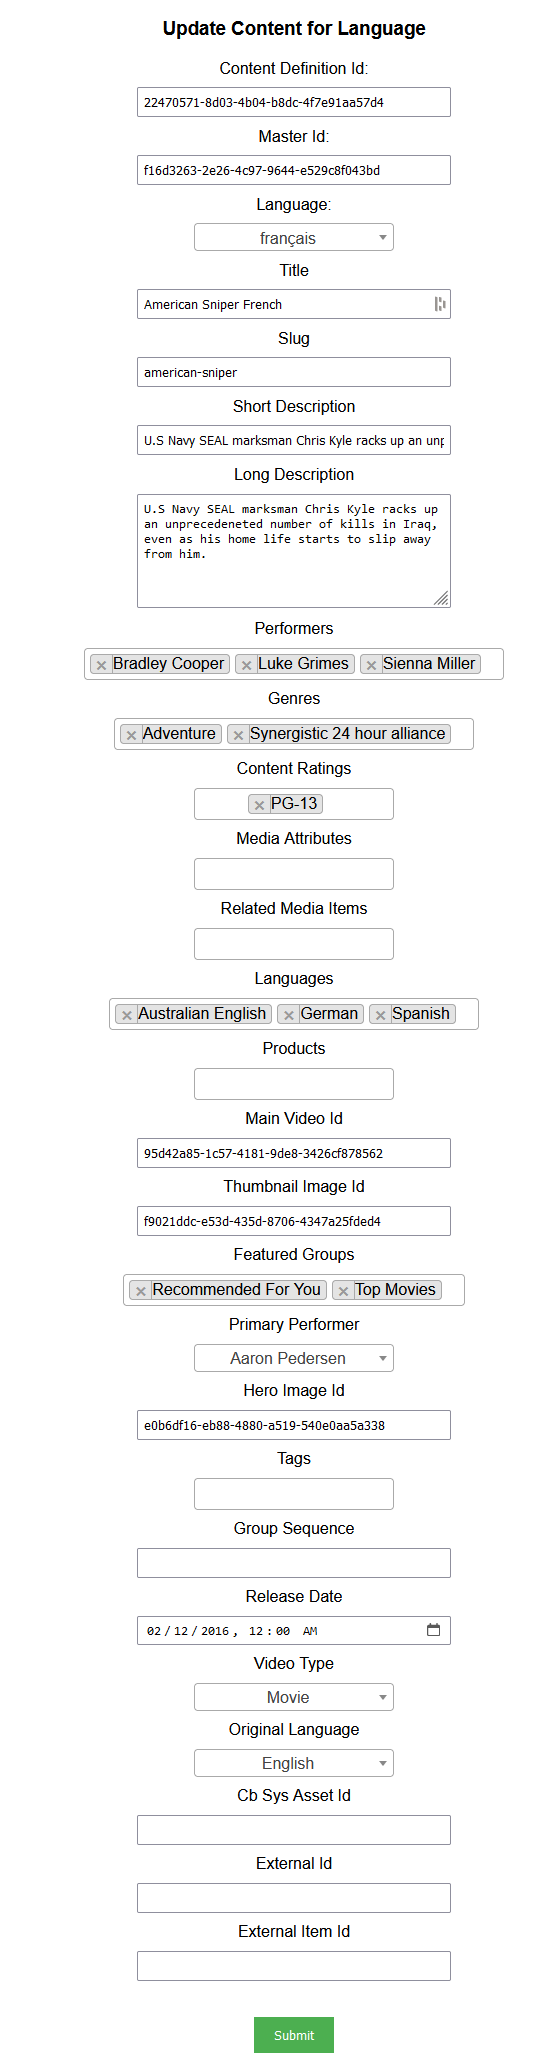 Update Content for Language
Content Definition Id:
22470571-8d03-4b04-b8dc-4f7e91aa57d4
Master Id:
f16d3263-2e26-4c97-9644-e529c8f043bd
Language:
français
Title
American Sniper French
Slug
american-sniper
Short Description
U.S Navy SEAL marksman Chris Kyle racks up an unp
Long Description
U.S Navy SEAL marksman Chris Kyle racks up
an unprecedeneted number of kills in Iraq,
even as his home life starts to slip away
from him.
Performers
× Bradley Cooper × Luke Grimes × Sienna Miller
Genres
× Adventure × Synergistic 24 hour alliance
Content Ratings
× PG-13
Media Attributes
Related Media Items
Languages
× Australian English × German × Spanish
Products
Main Video Id
95d42a85-1c57-4181-9de8-3426cf878562
Thumbnail Image Id
f9021ddc-e53d-435d-8706-4347a25fded4
Featured Groups
× Recommended For You × Top Movies
Primary Performer
Aaron Pedersen
Hero Image Id
e0b6df16-eb88-4880-a519-540e0aa5a338
Tags
Group Sequence
Release Date
02/12/2016, 12:00 AM
Video Type
Movie
Original Language
English
Cb Sys Asset Id
External Id
External Item Id
Submit